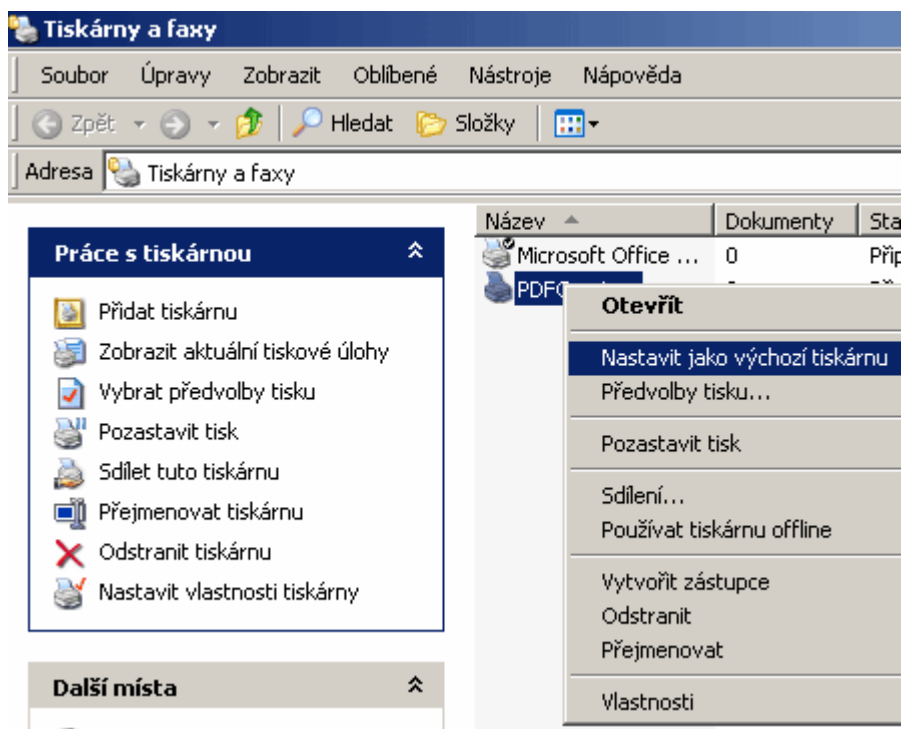 Tiskárny a faxy
Soubor Úpravy Zobrazit Oblíbené Nástroje Nápověda
Zpět Hledat Složky
Adresa Tiskárny a faxy
Název Dokumenty
Práce s tiskárnou
Přidat tiskárnu
Zobrazit aktuální tiskové úlohy
Vybrat předvolby tisku
Pozastavit tisk
Sdílet tuto tiskárnu
Přejmenovat tiskárnu
Odstranit tiskárnu
Nastavit vlastnosti tiskárny
Další místa
Microsoft Office ... 0
Otevřít
Nastavit jako výchozí tiskárnu
Předvolby tisku...
Pozastavit tisk
Sdílení...
Používat tiskárnu offline
Vytvořit zástupce
Odstranit
Přejmenovat
Vlastnosti